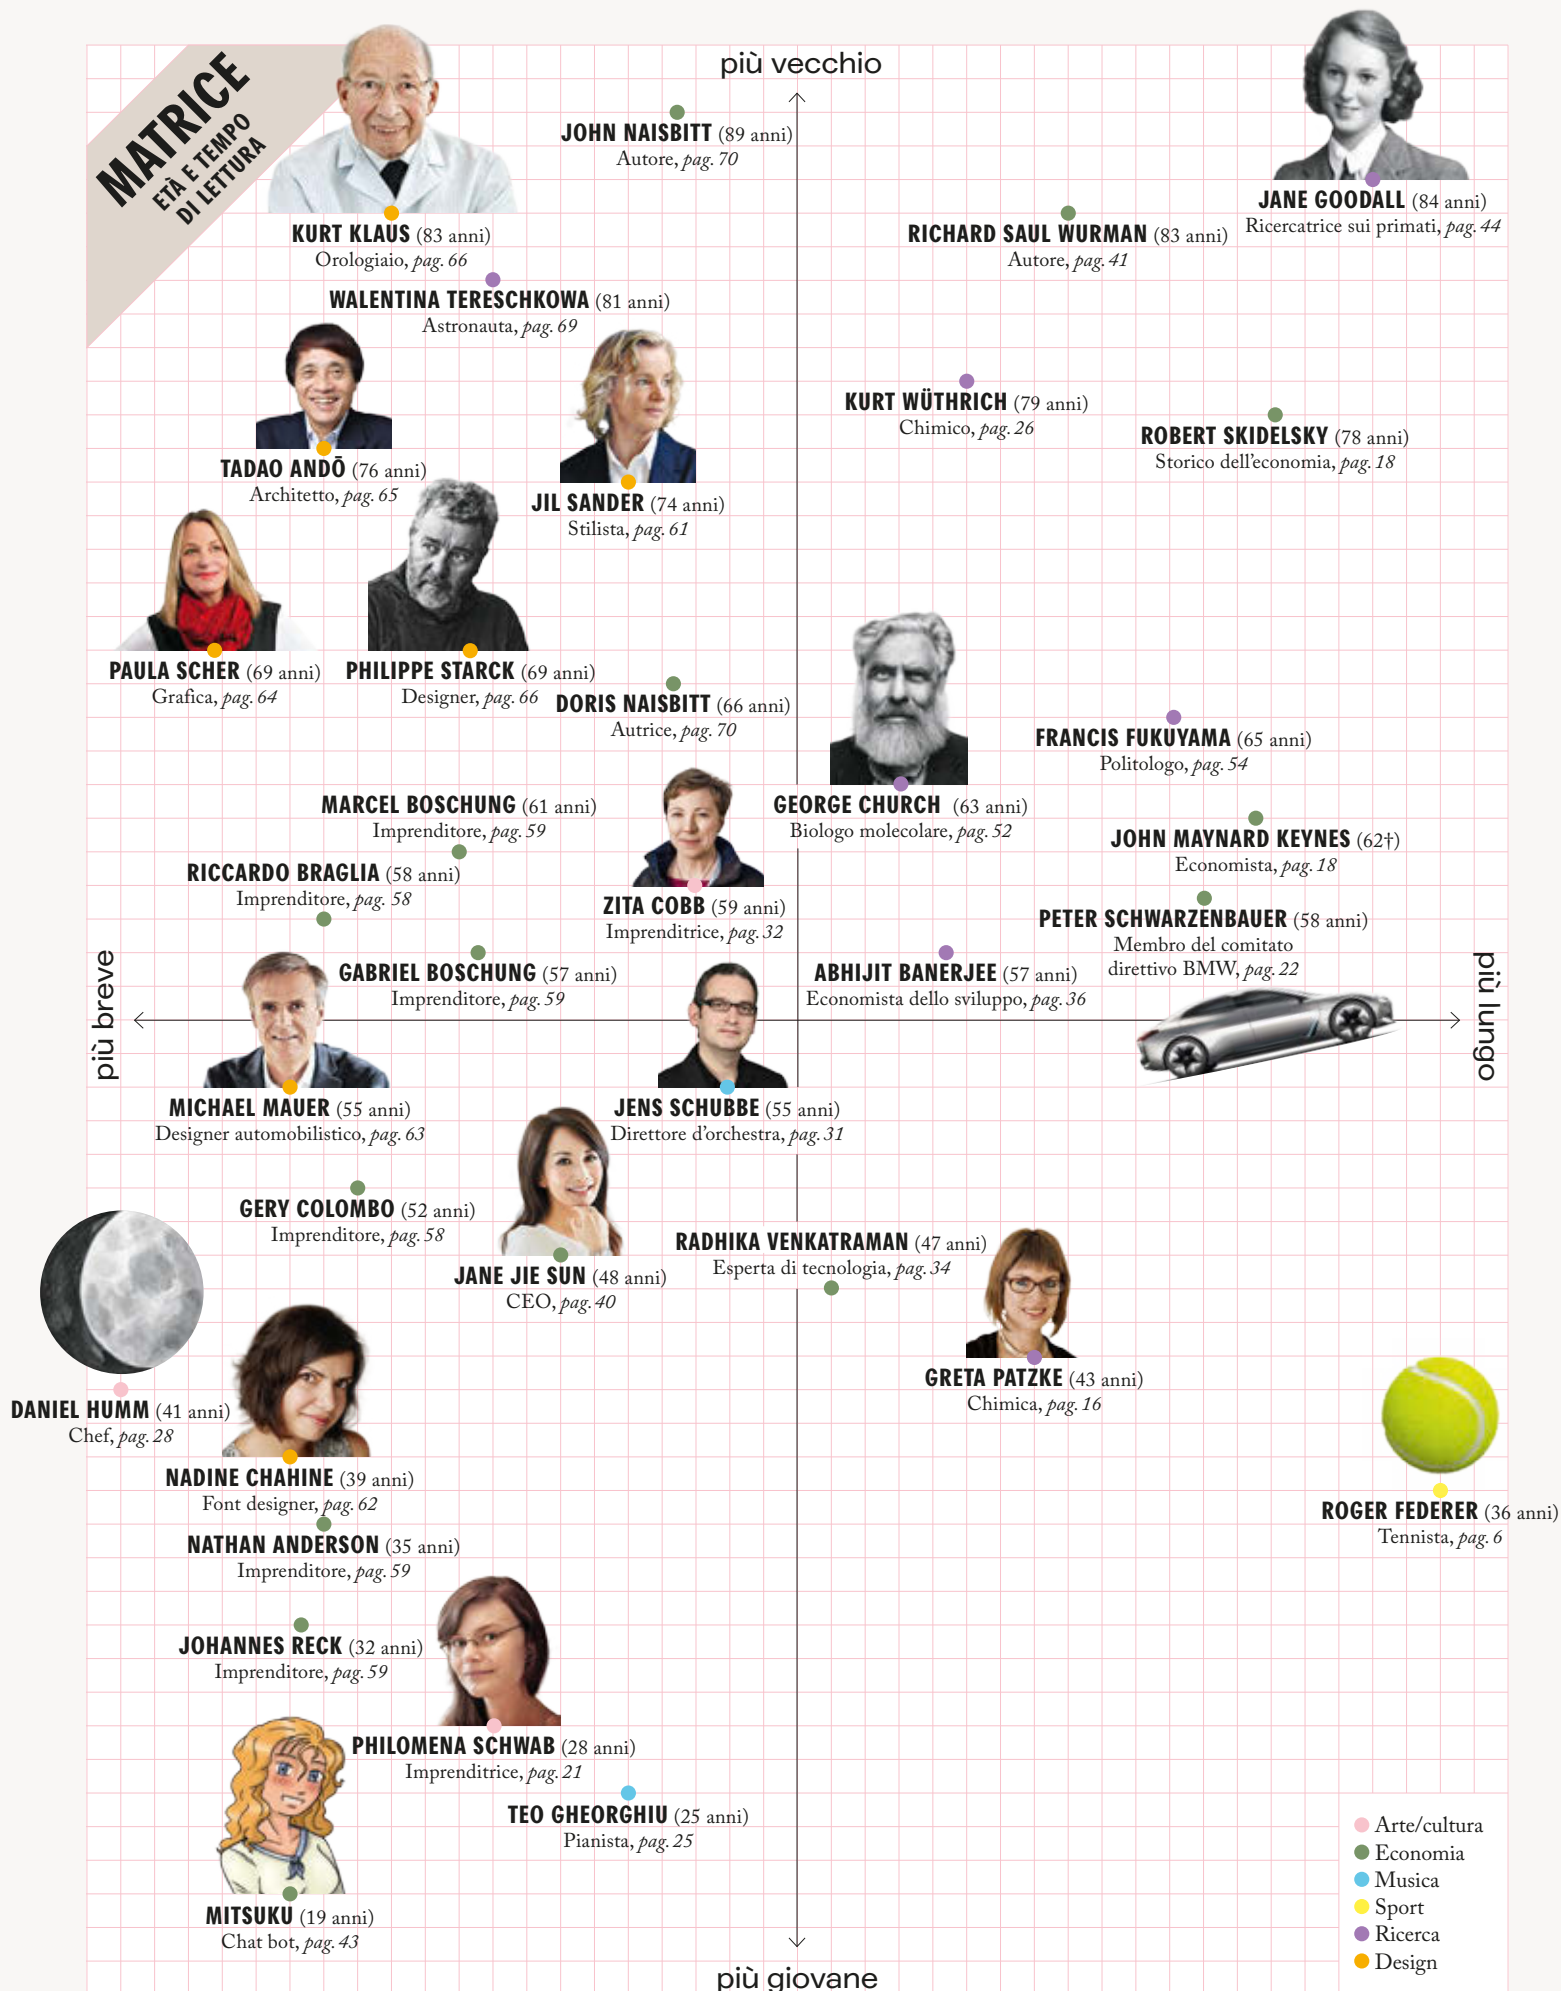 MATRICE
ETÀ E TEMPO
DI LETTURA
più vecchio
JOHN NAISBITT (89 anni)
Autore, pag. 70
JANE GOODALL (84 anni)
Ricercatrice sui primati, pag. 44
KURT KLAUS (83 anni)
Orologiaio, pag. 66
RICHARD SAUL WURMAN (83 anni)
Autore, pag. 41
WALENTINA TERESCHKOWA (81 anni)
Astronauta, pag. 69
KURT WÜTHRICH (79 anni)
Chimico, pag. 26
ROBERT SKIDELSKY (78 anni)
Storico dell'economia, pag. 18
TADAO ANDŌ (76 anni)
Architetto, pag. 65
JIL SANDER (74 anni)
Stilista, pag. 61
PAULA SCHER (69 anni)
Grafica, pag. 64
PHILIPPE STARCK (69 anni)
Designer, pag. 66
DORIS NAISBITT (66 anni)
Autrice, pag. 70
FRANCIS FUKUYAMA (65 anni)
Politologo, pag. 54
MARCEL BOSCHUNG (61 anni)
Imprenditore, pag. 59
GEORGE CHURCH (63 anni)
Biologo molecolare, pag. 52
JOHN MAYNARD KEYNES (62†)
Economista, pag. 18
RICCARDO BRAGLIA (58 anni)
Imprenditore, pag. 58
ZITA COBB (59 anni)
Imprenditrice, pag. 32
PETER SCHWARZENBAUER (58 anni)
Membro del comitato
direttivo BMW, pag. 22
GABRIEL BOSCHUNG (57 anni)
Imprenditore, pag. 59
ABHIJIT BANERJEE (57 anni)
Economista dello sviluppo, pag. 36
più breve
più lungo
MICHAEL MAUER (55 anni)
Designer automobilistico, pag. 63
JENS SCHUBBE (55 anni)
Direttore d'orchestra, pag. 31
GERY COLOMBO (52 anni)
Imprenditore, pag. 58
JANE JIE SUN (48 anni)
CEO, pag. 40
RADHIKA VENKATRAMAN (47 anni)
Esperta di tecnologia, pag. 34
GRETA PATZKE (43 anni)
Chimica, pag. 16
DANIEL HUMM (41 anni)
Chef, pag. 28
NADINE CHAHINE (39 anni)
Font designer, pag. 62
ROGER FEDERER (36 anni)
Tennista, pag. 6
NATHAN ANDERSON (35 anni)
Imprenditore, pag. 59
JOHANNES RECK (32 anni)
Imprenditore, pag. 59
PHILOMENA SCHWAB (28 anni)
Imprenditrice, pag. 21
TEO GHEORGHIU (25 anni)
Pianista, pag. 25
MITSUKU (19 anni)
Chat bot, pag. 43
Arte/cultura
Economia
Musica
Sport
Ricerca
Design
più giovane